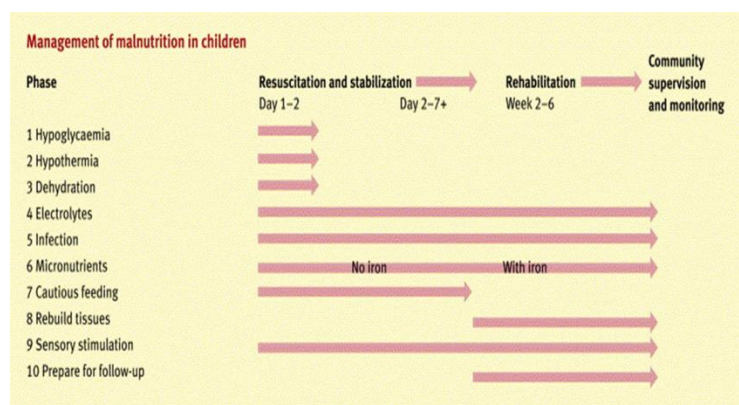 Management of malnutrition in children
Community
Phase Resuscitation and stabilization Rehabilitation supervision
Day 1–2 Day 2–7+ Week 2–6 and monitoring
1 Hypoglycaemia
2 Hypothermia
3 Dehydration
4 Electrolytes
5 Infection
6 Micronutrients No iron With iron
7 Cautious feeding
8 Rebuild tissues
9 Sensory stimulation
10 Prepare for follow-up